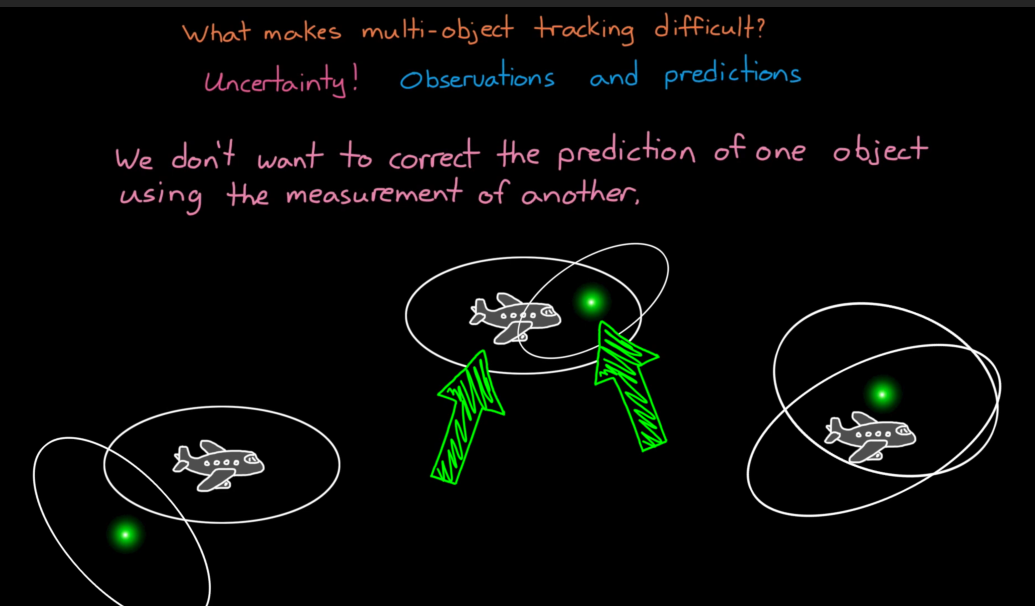 What makes multi-object tracking difficult?
Uncertainty! Observations and predictions
We don't want to correct the prediction of one object
using the measurement of another.